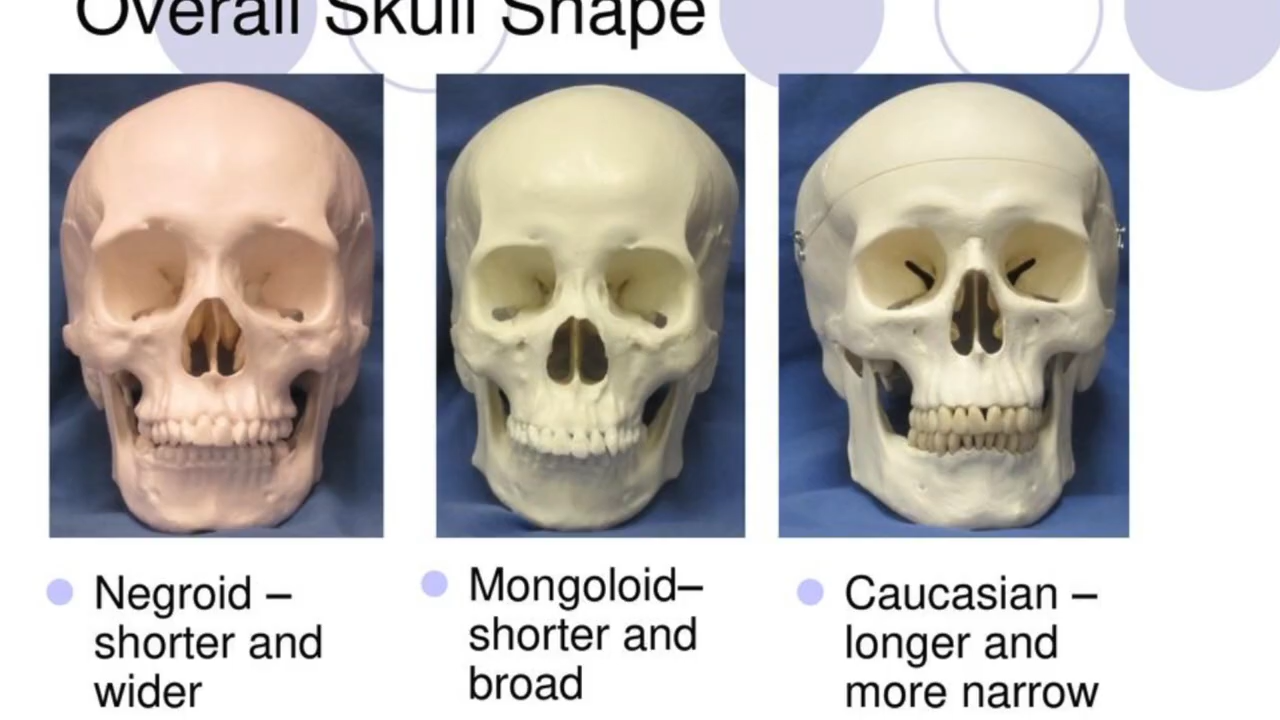 Overall Skull Shape
Negroid –
shorter and
wider
Mongoloid–
shorter and
broad
Caucasian –
longer and
more narrow